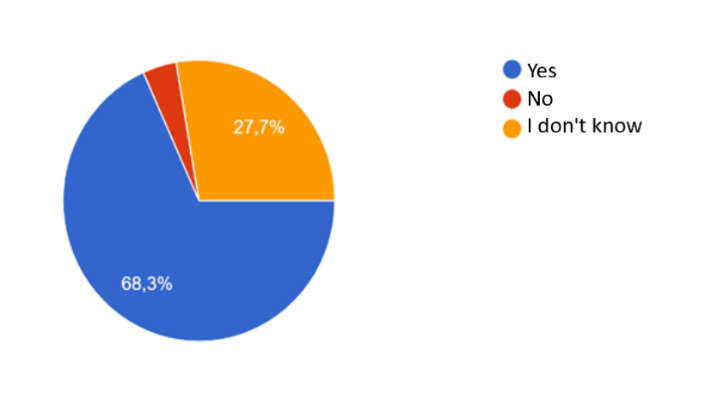 Yes
No
27,7%
I don't know
68,3%